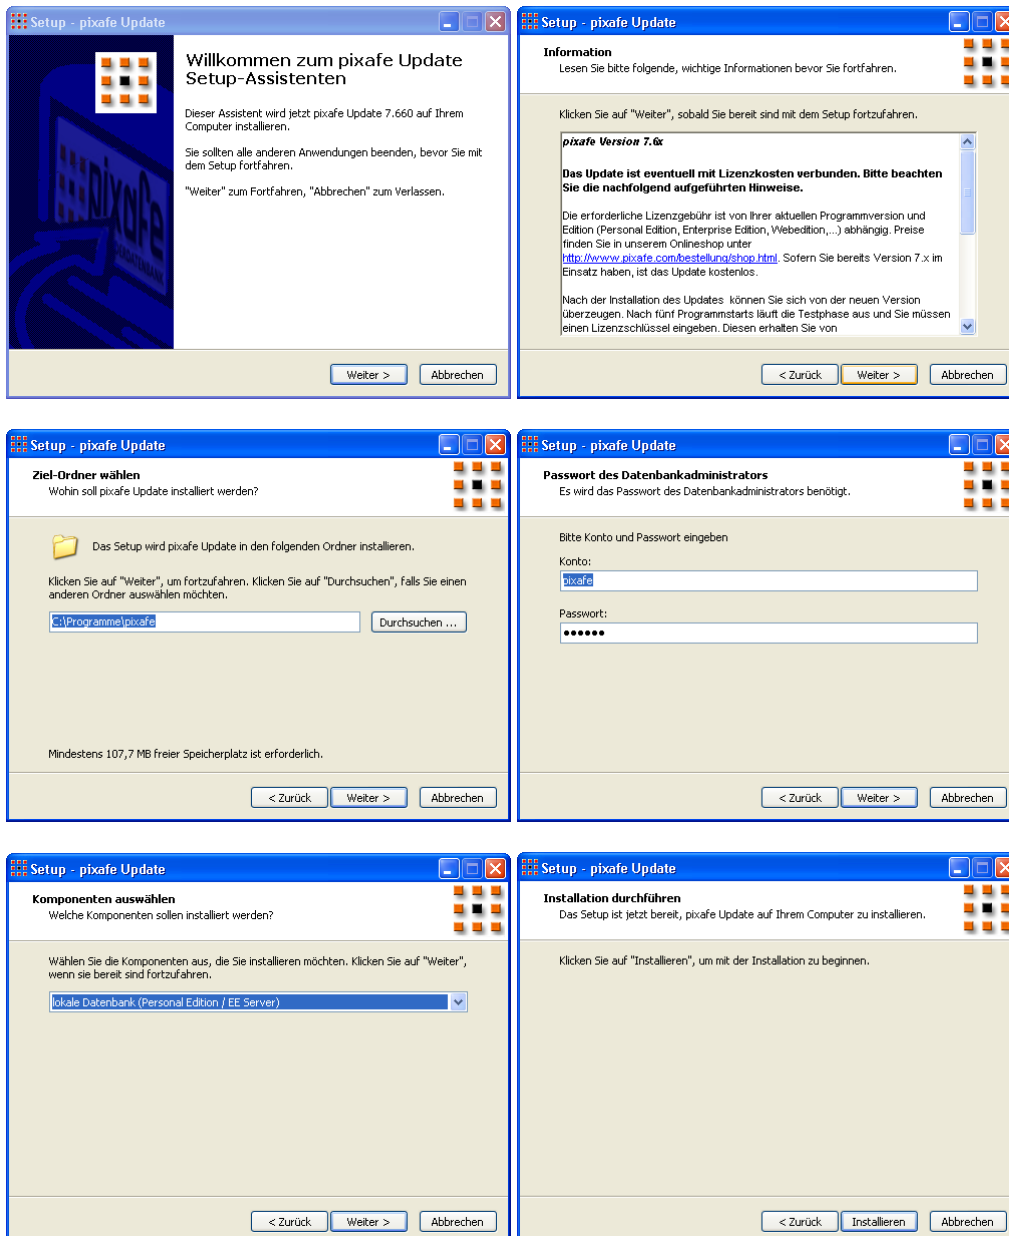 Setup - pixafe Update
Willkommen zum pixafe Update
Setup-Assistenten
Dieser Assistent wird jetzt pixafe Update 7.660 auf Ihrem
Computer installieren.
Sie sollten alle anderen Anwendungen beenden, bevor Sie mit
dem Setup fortfahren.
"Weiter" zum Fortfahren, "Abbrechen" zum Verlassen.
pixafe
Weiter >
Abbrechen
Setup - pixafe Update
Information
Lesen Sie bitte folgende, wichtige Informationen bevor Sie fortfahren.
Klicken Sie auf "Weiter", sobald Sie bereit sind mit dem Setup fortzufahren.
pixafe Version 7.6x
Das Update ist eventuell mit Lizenzkosten verbunden. Bitte beachten
Sie die nachfolgend aufgeführten Hinweise.
Die erforderliche Lizenzgebühr ist von Ihrer aktuellen Programmversion und
Edition (Personal Edition, Enterprise Edition, Webedition,...) abhängig. Preise
finden Sie in unserem Onlineshop unter
http://www.pixafe.com/bestellung/shop.html. Sofern Sie bereits Version 7.x im
Einsatz haben, ist das Update kostenlos.
Nach der Installation des Updates können Sie sich von der neuen Version
überzeugen. Nach fünf Programmstarts läuft die Testphase aus und Sie müssen
einen Lizenzschlüssel eingeben. Diesen erhalten Sie von
< Zurück
Weiter >
Abbrechen
Setup - pixafe Update
Ziel-Ordner wählen
Wohin soll pixafe Update installiert werden?
Das Setup wird pixafe Update in den folgenden Ordner installieren.
Klicken Sie auf "Weiter", um fortzufahren. Klicken Sie auf "Durchsuchen", falls Sie einen
anderen Ordner auswählen möchten.
C:\Programme\pixafe
Durchsuchen ...
Mindestens 107,7 MB freier Speicherplatz ist erforderlich.
< Zurück
Weiter >
Abbrechen
Setup - pixafe Update
Passwort des Datenbankadministrators
Es wird das Passwort des Datenbankadministrators benötigt.
Bitte Konto und Passwort eingeben
Konto:
pixafe
Passwort:
●●●●●●
< Zurück
Weiter >
Abbrechen
Setup - pixafe Update
Komponenten auswählen
Welche Komponenten sollen installiert werden?
Wählen Sie die Komponenten aus, die Sie installieren möchten. Klicken Sie auf "Weiter",
wenn sie bereit sind fortzufahren.
lokale Datenbank (Personal Edition / EE Server)
< Zurück
Weiter >
Abbrechen
Setup - pixafe Update
Installation durchführen
Das Setup ist jetzt bereit, pixafe Update auf Ihrem Computer zu installieren.
Klicken Sie auf "Installieren", um mit der Installation zu beginnen.
< Zurück
Installieren
Abbrechen